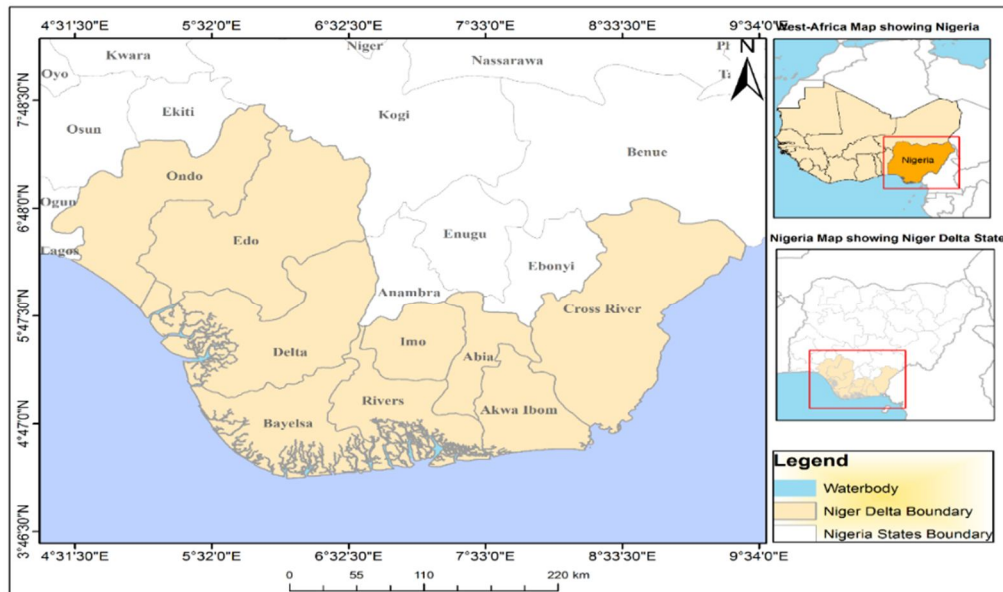 4°31'30"E
5°32'0"E
6°32'30"E
7°33'0"E
8°33'30"E
9°34'0"E
7°48'30"N
6°48'0"N
5°47'30"N
4°47'0"N
3°46'30"N
Kwara
Niger
Nassarawa
Oyo
Ekiti
Kogi
Osun
Benue
Ondo
Ogun
Edo
Enugu
Lagos
Ebonyi
Anambra
Cross River
Delta
Imo
Abia
Rivers
Akwa Ibom
Bayelsa
N
4°31'30"E
5°32'0"E
6°32'30"E
7°33'0"E
8°33'30"E
9°34'0"E
0
55
110
220 km
West-Africa Map showing Nigeria
Nigeria
Nigeria Map showing Niger Delta State
Legend
Waterbody
Niger Delta Boundary
Nigeria States Boundary